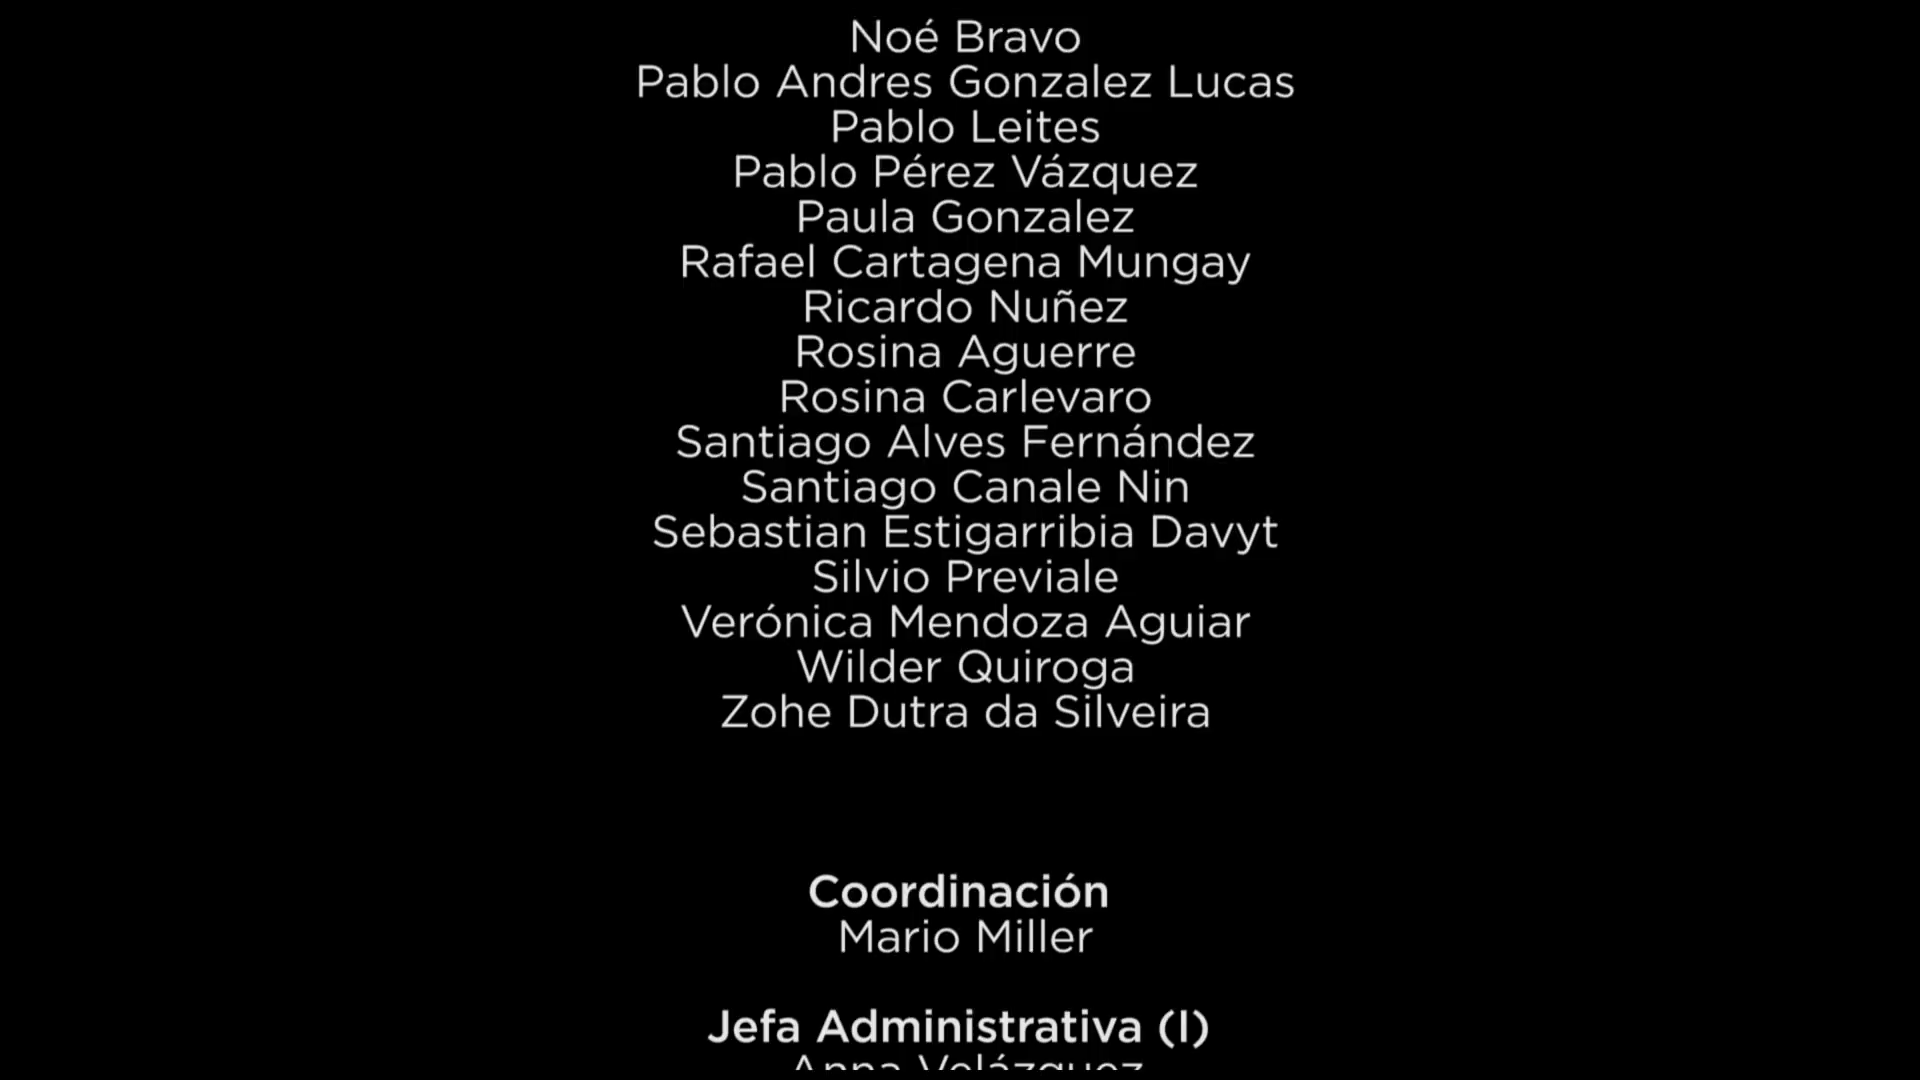 Noé Bravo
Pablo Andres Gonzalez Lucas
Pablo Leites
Pablo Pérez Vázquez
Paula Gonzalez
Rafael Cartagena Mungay
Ricardo Nuñez
Rosina Aguerre
Rosina Carlevaro
Santiago Alves Fernández
Santiago Canale Nin
Sebastian Estigarribia Davyt
Silvio Previale
Verónica Mendoza Aguiar
Wilder Quiroga
Zohe Dutra da Silveira
Coordinación
Mario Miller
Jefa Administrativa (I)
Anna Velázquez